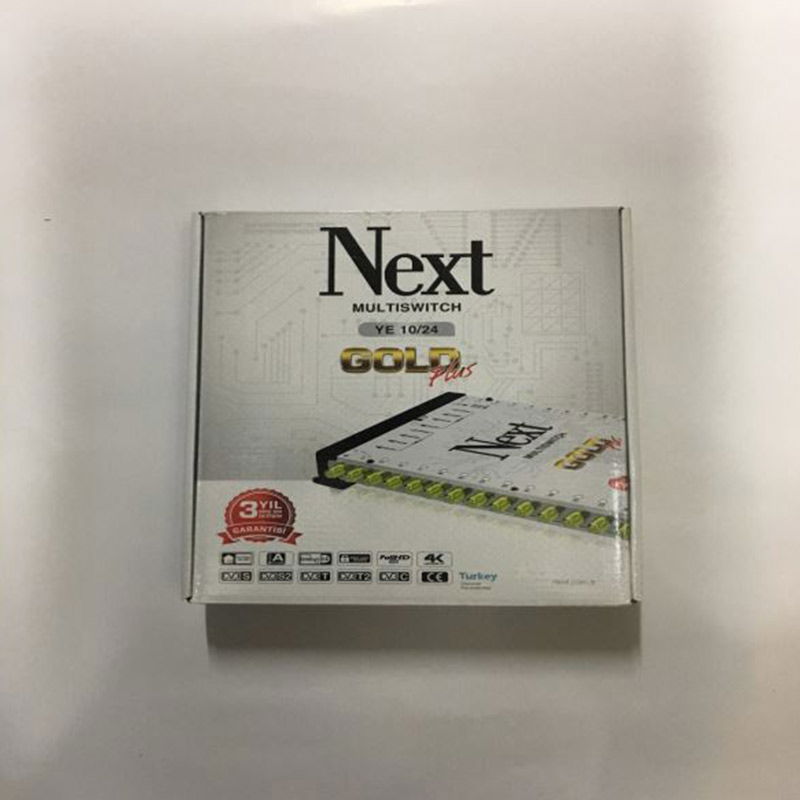 Next
MULTISWITCH
YE 10/24
GOLD Plus
Next
MULTISWITCH
GOLD
3 YIL
GARANTİSİ
FullHD
4K
DVB S
DVB S2
DVB T
DVB T2
DVB C
CE
Turkey